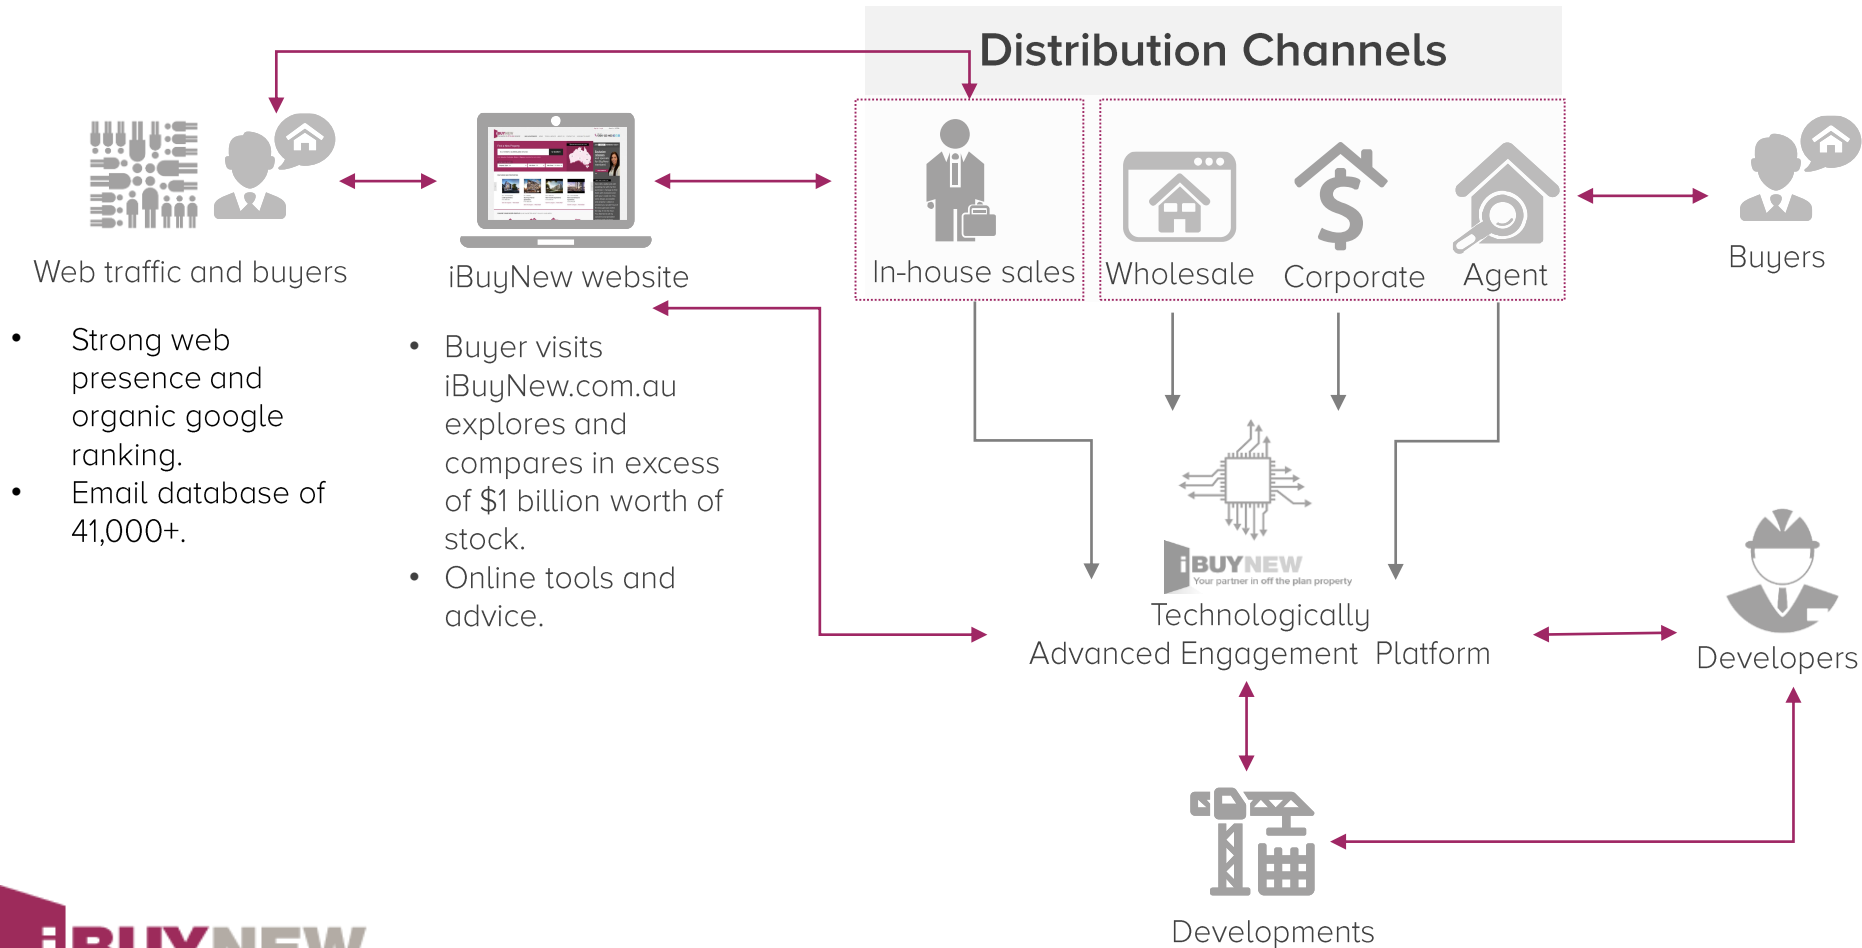 Distribution Channels
Web traffic and buyers
iBuyNew website
In-house sales
Wholesale
Corporate
Agent
Buyers
• Strong web
presence and
organic google
ranking.
• Email database of
41,000+.
• Buyer visits
iBuyNew.com.au
explores and
compares in excess
of $1 billion worth of
stock.
• Online tools and
advice.
iBUYNEW
Your partner in off the plan property
Technologically
Advanced Engagement Platform
Developers
Developments
iBUYNEW